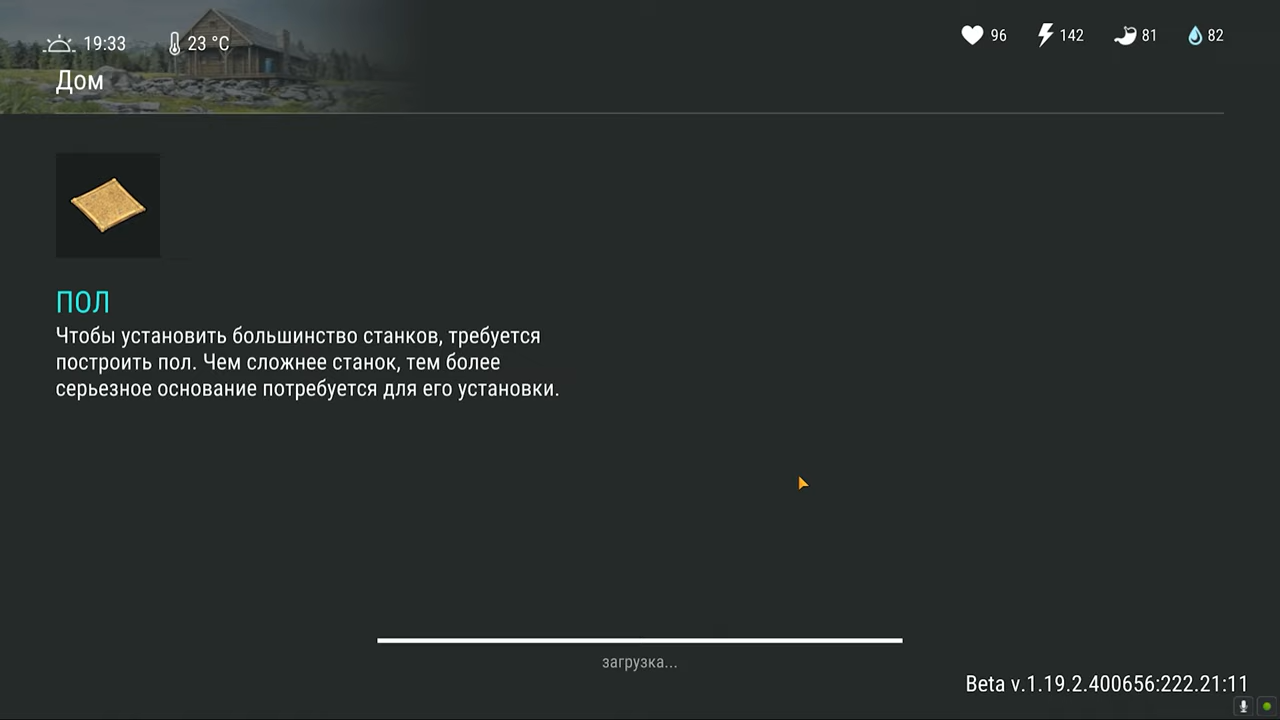 19:33 23 °C
96 142 81 82
Дом
ПОЛ
Чтобы установить большинство станков, требуется
построить пол. Чем сложнее станок, тем более
серьезное основание потребуется для его установки.
загрузка...
Beta v.1.19.2.400656:222.21:11